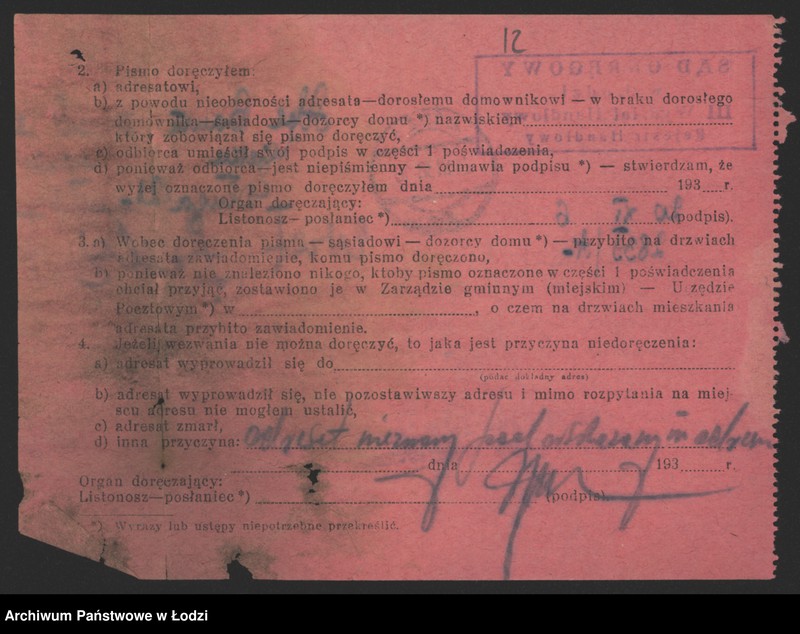 12
2. Pismo doręczyłem:
a) adresatowi,
b) z powodu nieobecności adresata—dorosłemu domownikowi — w braku dorosłego
domownika—sąsiadowi—dozorcy domu *) nazwiskiem
który zobowiązał się pismo doręczyć,
c) odbiorca umieścił swój podpis w części 1 poświadczenia,
d) ponieważ odbiorca—jest niepiśmienny — odmawia podpisu *) — stwierdzam, że
wyżej oznaczone pismo doręczyłem dnia 193 r.
Organ doręczający:
Listonosz— posłaniec *) (podpis).
3. a) Wobec doręczenia pisma — sąsiadowi — dozorcy domu *) — przybito na drzwiach
adresata zawiadomienie, komu pismo doręczono,
b) ponieważ nie znaleziono nikogo, ktoby pismo oznaczone w części 1 poświadczenia
chciał przyjąć, zostawiono je w Zarządzie gminnym (miejskim) — Urzędzie
Pocztowym *) w , o czem na drzwiach mieszkania
adresata przybito zawiadomienie.
4. Jeżeli wezwania nie można doręczyć, to jaka jest przyczyna niedoręczenia:
a) adresat wyprowadził się do
(podać dokładny adres)
b) adresat wyprowadził się, nie pozostawiwszy adresu i mimo rozpytania na miej-
scu adresu nie mogłem ustalić,
c) adresat zmarł,
d) inna przyczyna: adresat nieznany pod wskazanym adresem
dnia 193 r.
Organ doręczający:
Listonosz—posłaniec *) (podpis)
*) Wyrazy lub ustępy niepotrzebne przekreślić.
Archiwum Państwowe w Łodzi